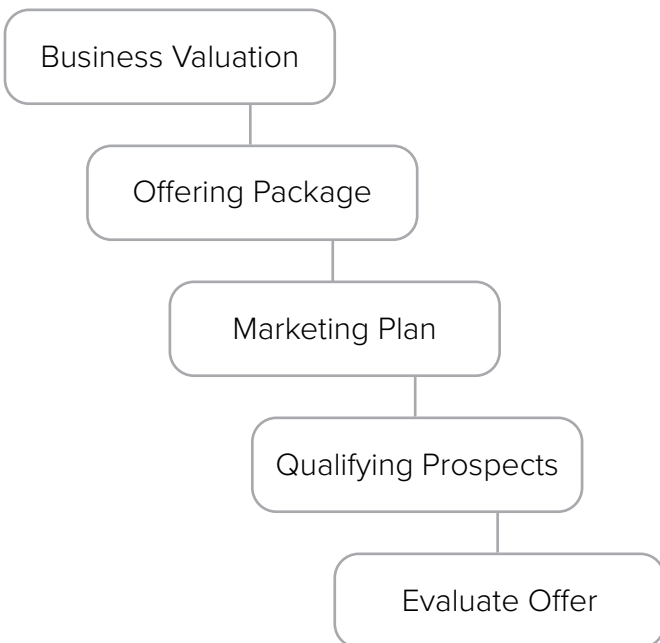 Business Valuation
Offering Package
Marketing Plan
Qualifying Prospects
Evaluate Offer